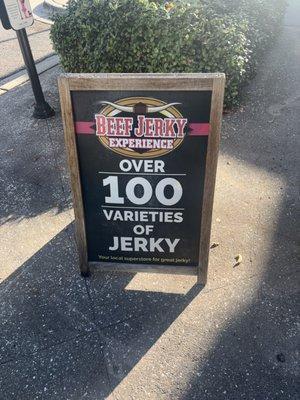 BEEF JERKY
EXPERIENCE
OVER
100
VARIETIES
OF
JERKY
Your local superstore for great jerky!